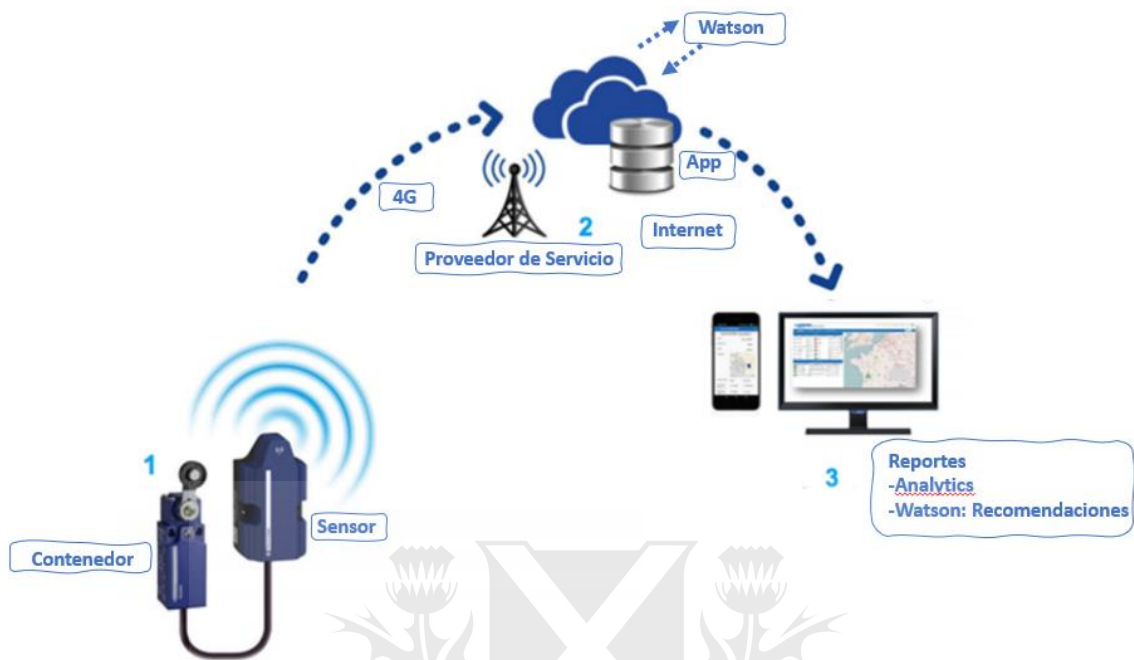 Watson
App
4G
2
Internet
Proveedor de Servicio
1
Sensor
Contenedor
3
Reportes
-Analytics
-Watson: Recomendaciones